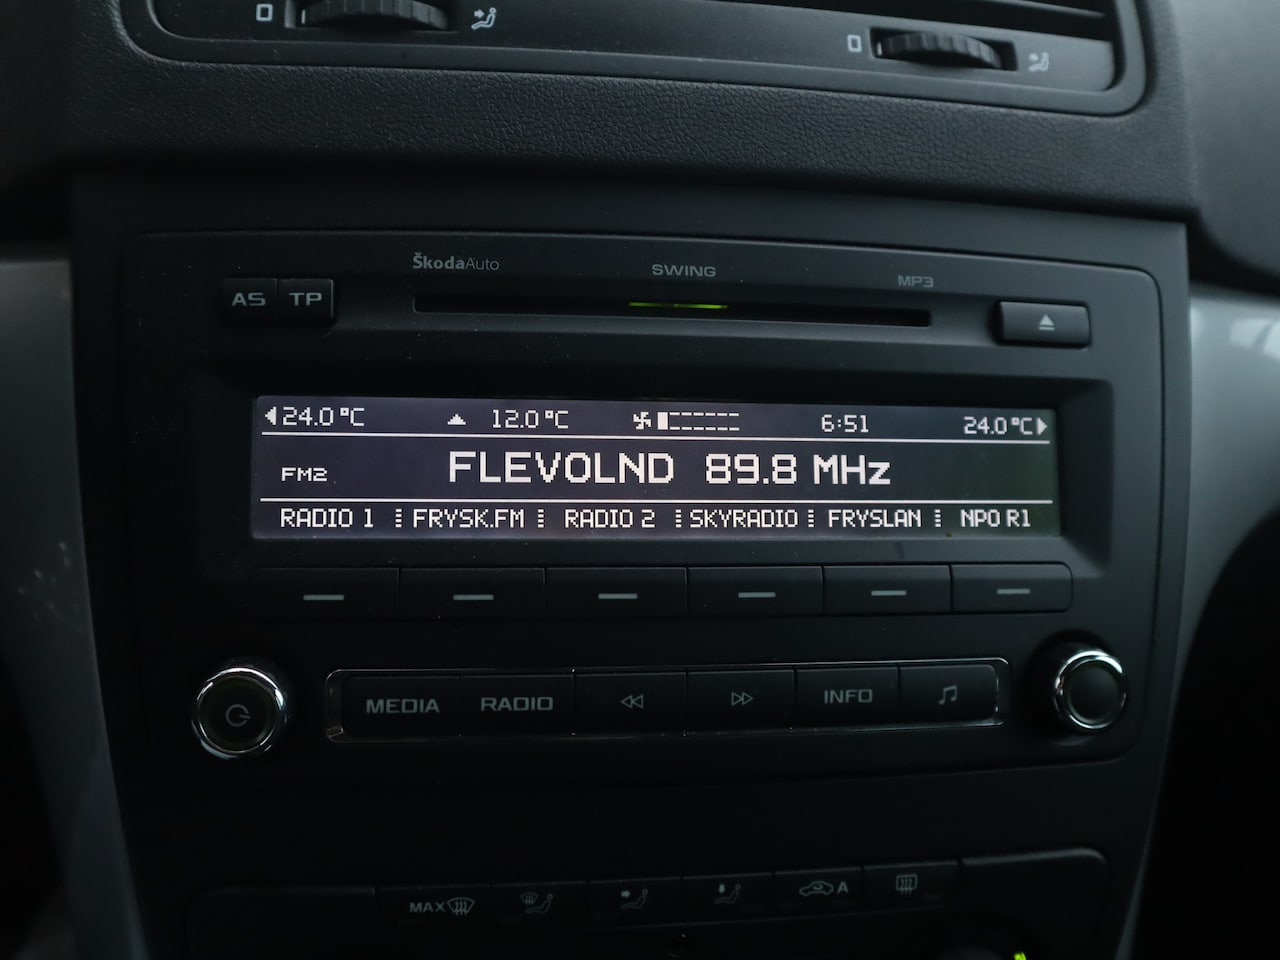 ŠkodaAuto SWING MP3
AS TP
24.0 °C 12.0 °C 6:51 24.0 °C
FM2 FLEVOLND 89.8 MHz
RADIO 1 FRYSK.FM RADIO 2 SKYRADIO FRYSLAN NPO R1
MEDIA RADIO INFO
MAX A